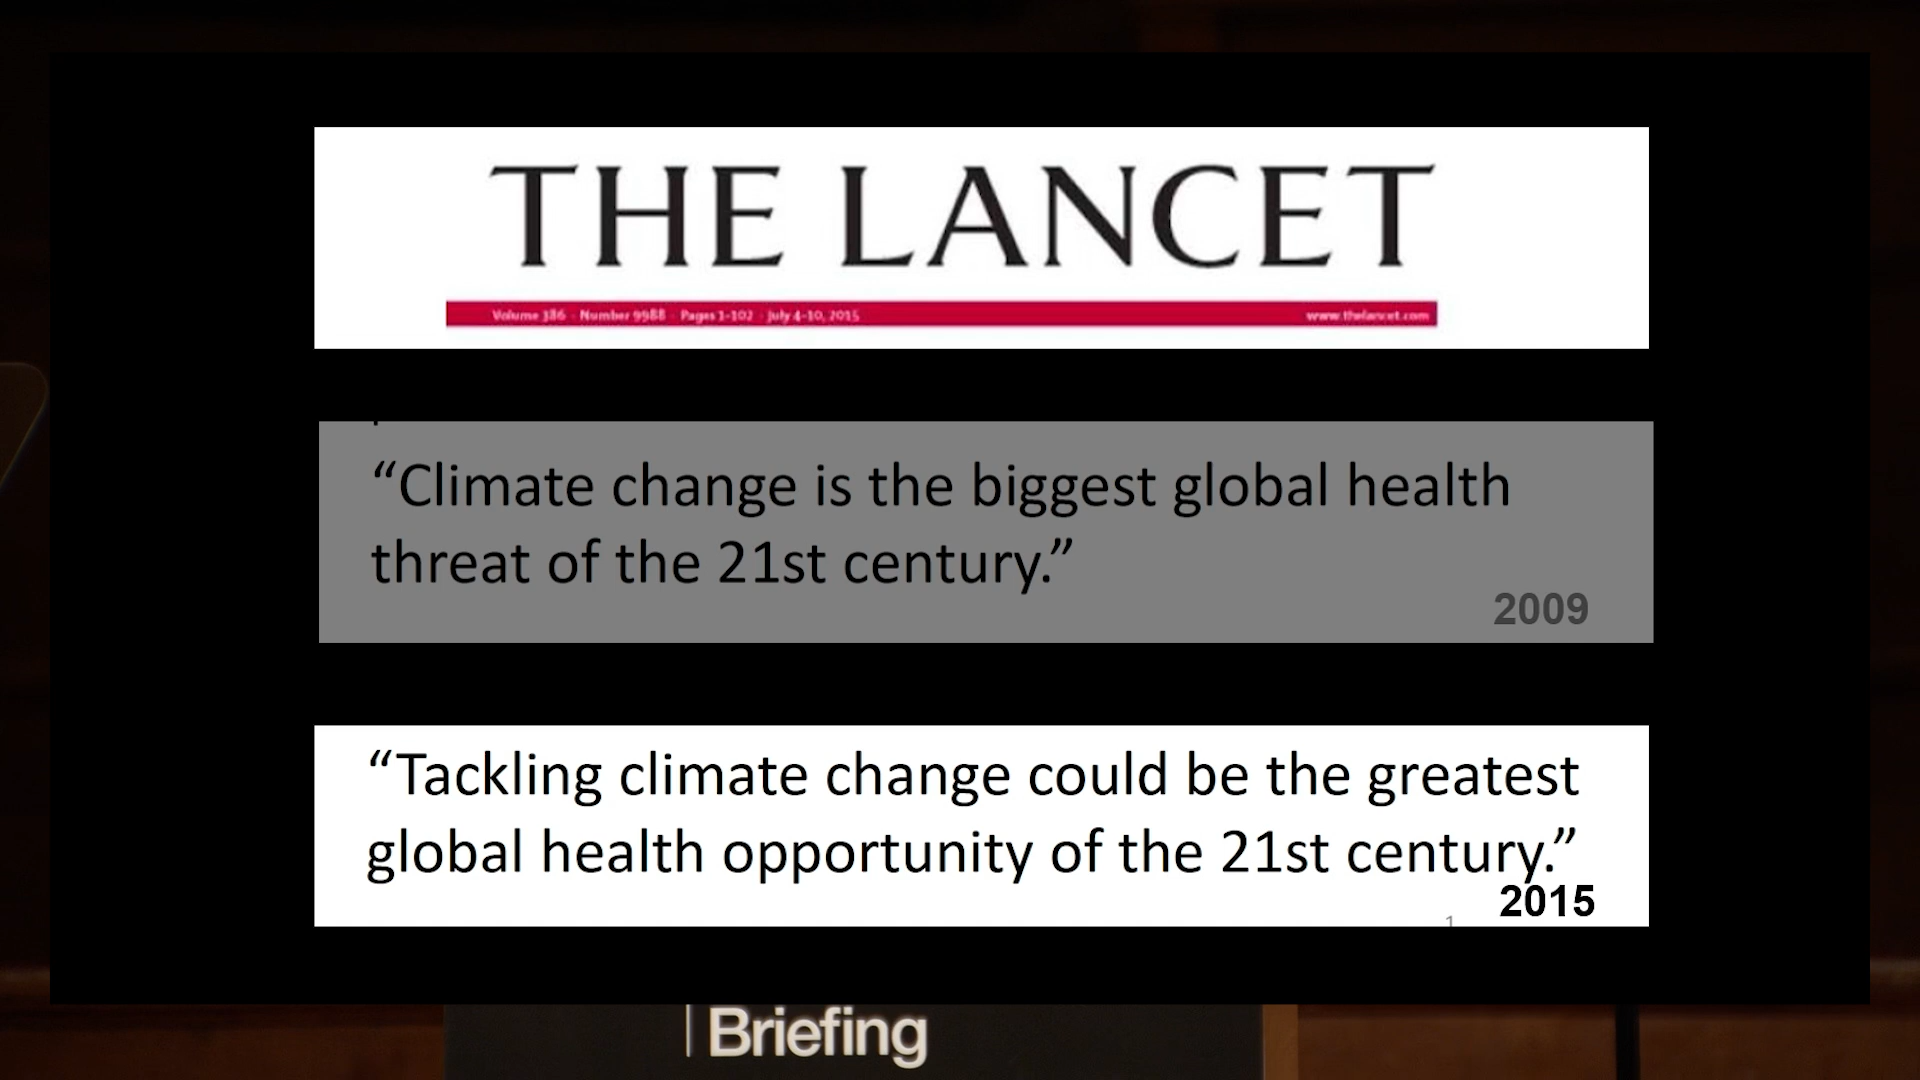 THE LANCET
Volume 386 · Number 9988 · Pages 1-102 · July 4-10, 2015 www.thelancet.com
“Climate change is the biggest global health
threat of the 21st century.”
2009
“Tackling climate change could be the greatest
global health opportunity of the 21st century.”
2015
1
Briefing